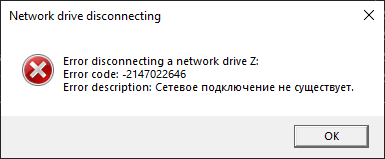 Network drive disconnecting
Error disconnecting a network drive Z:
Error code: -2147022646
Error description: Сетевое подключение не существует.
OK